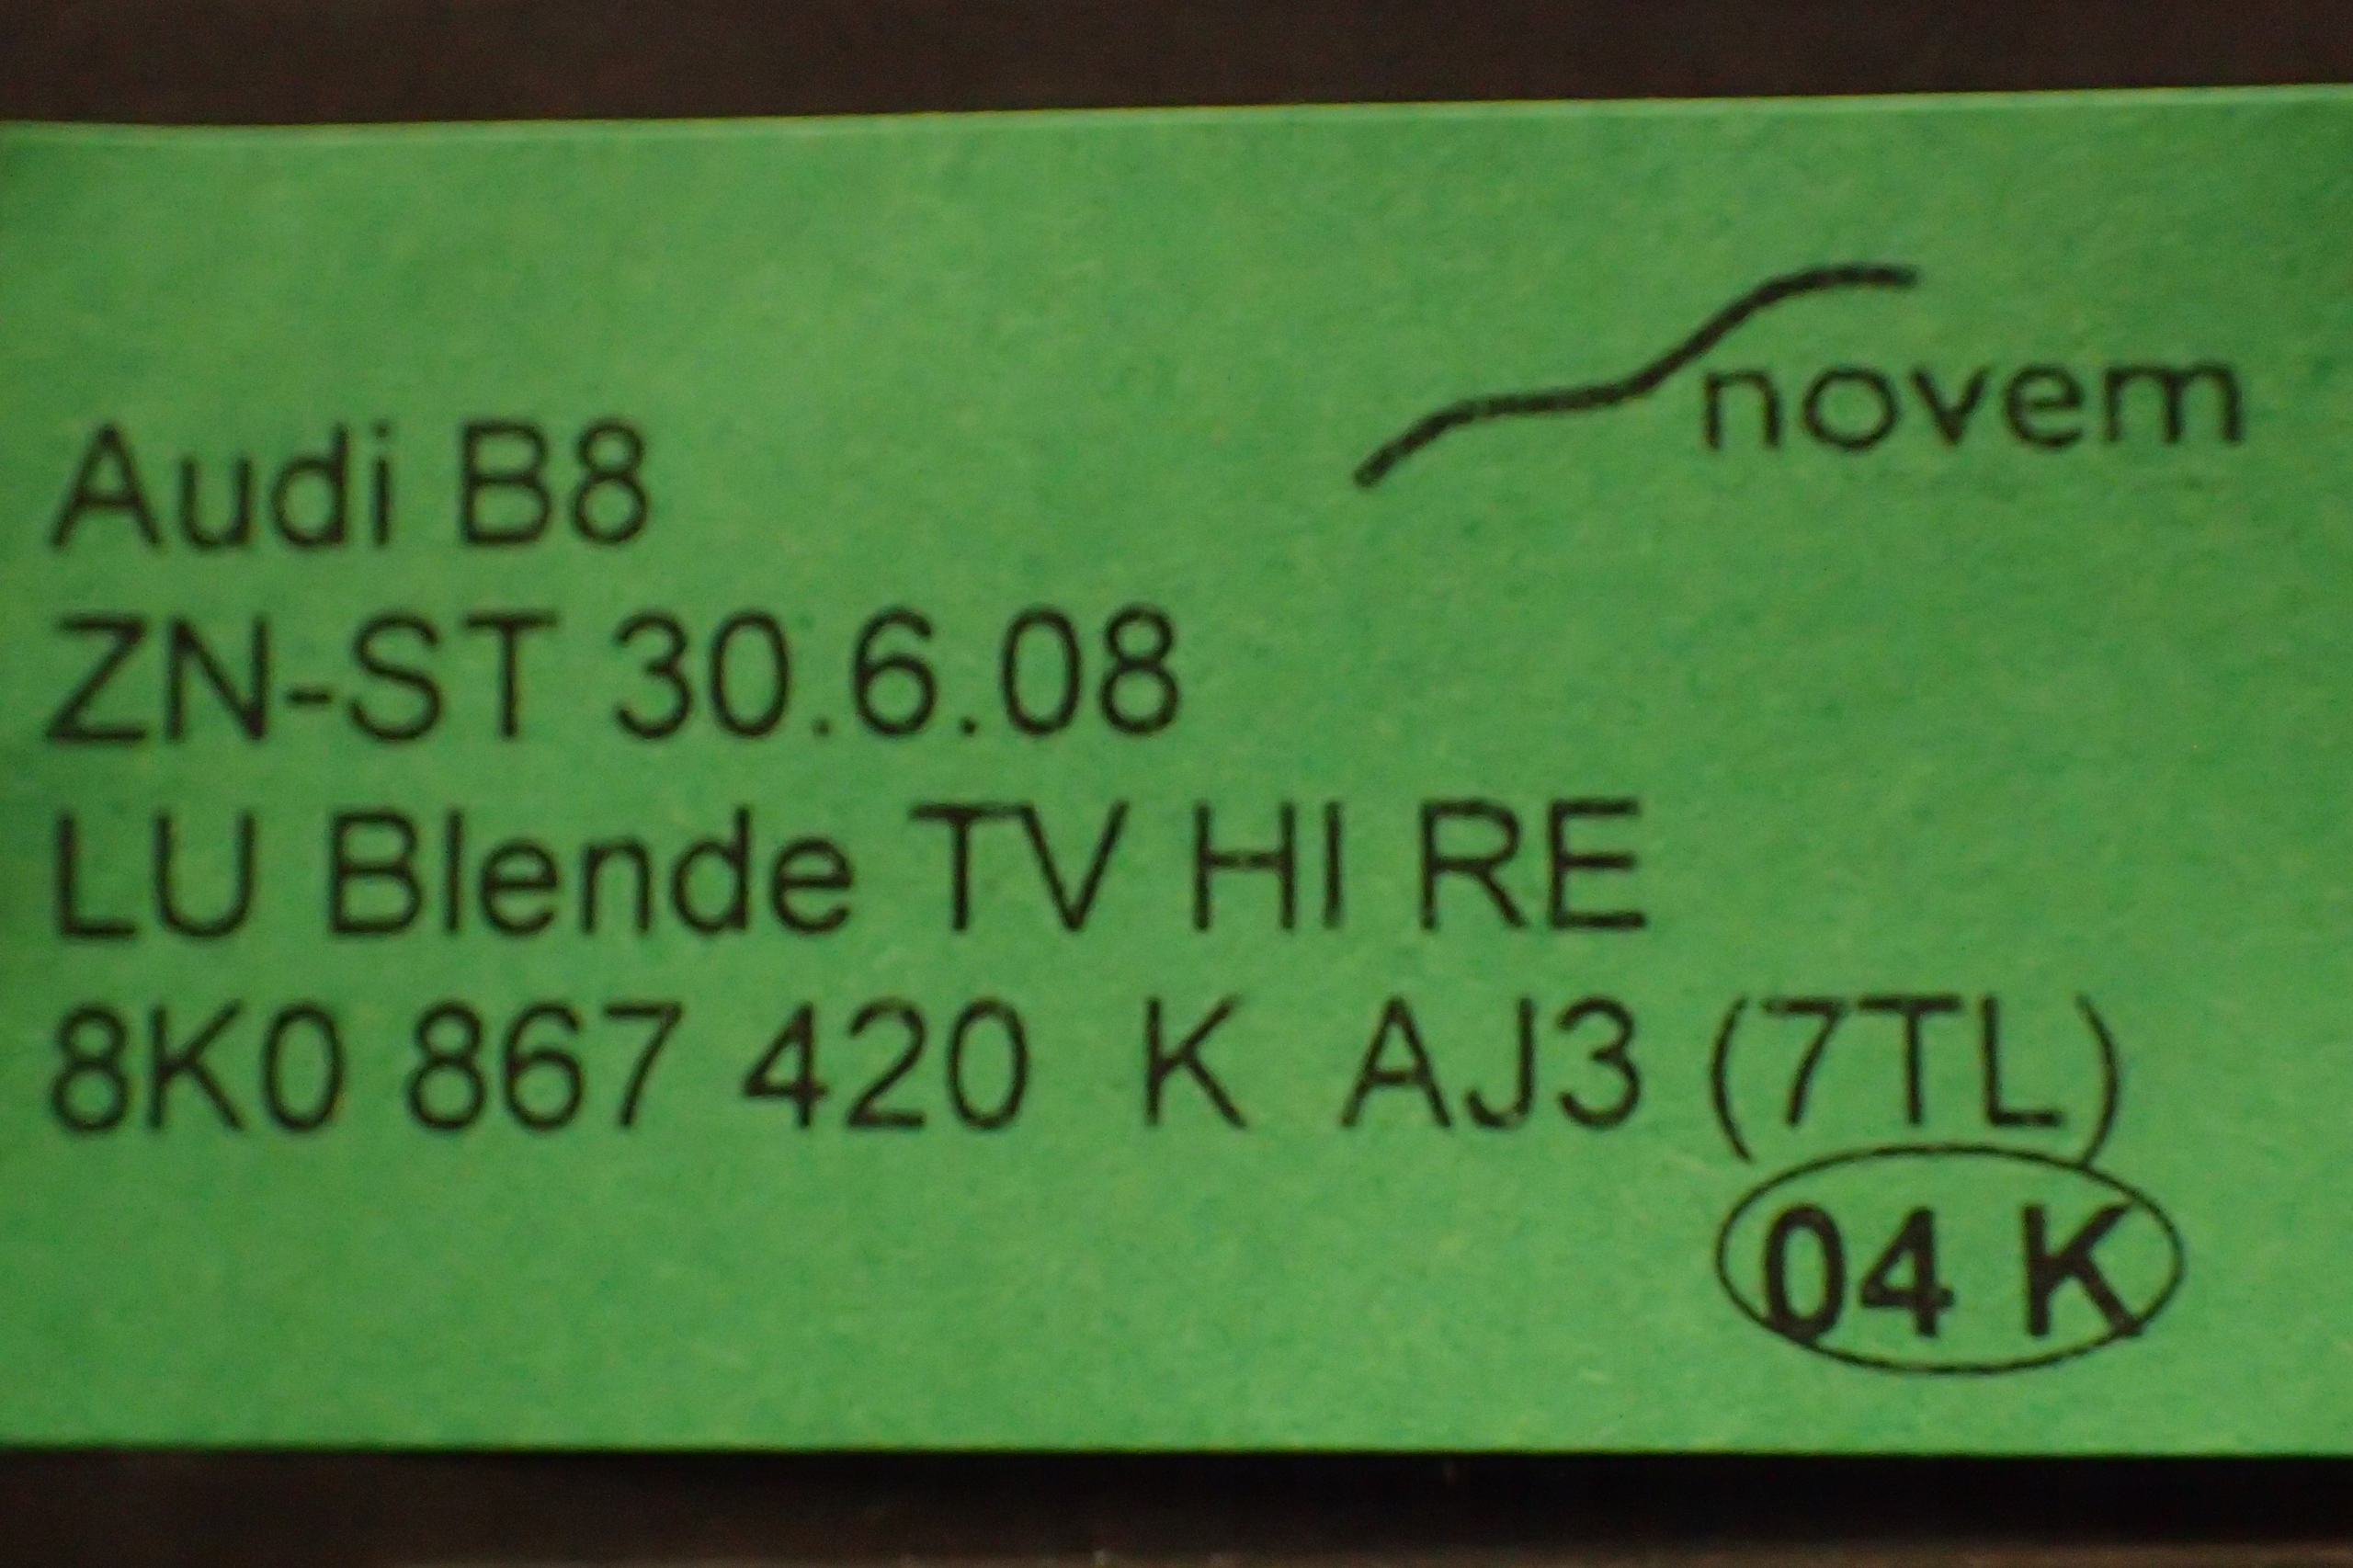 novem
Audi B8
ZN-ST 30.6.08
LU Blende TV HI RE
8K0 867 420 K AJ3 (7TL)
04 K